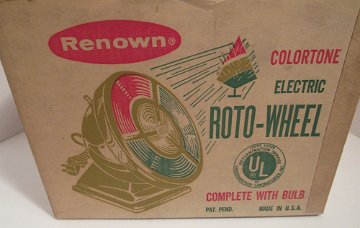 Renown®
COLORTONE
ELECTRIC
ROTO-WHEEL
UL
COMPLETE WITH BULB
PAT. PEND. MADE IN U.S.A.